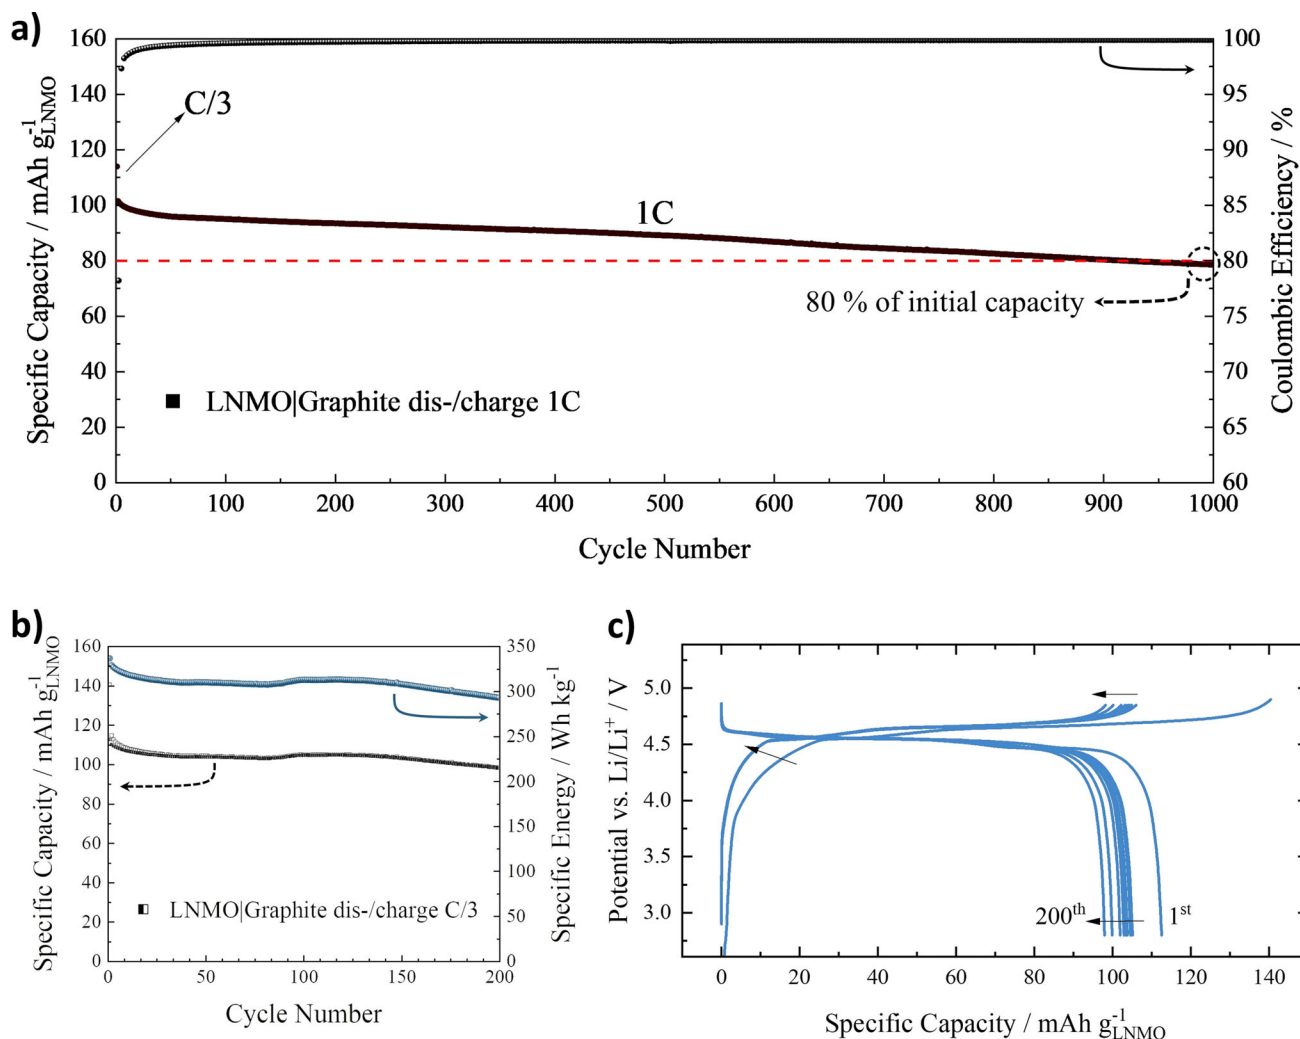 a)
160
140
120
100
80
60
40
20
0
Specific Capacity / mAh g⁻¹LNMO
C/3
1C
80 % of initial capacity
LNMO|Graphite dis-/charge 1C
100
95
90
85
80
75
70
65
60
Coulombic Efficiency / %
0 100 200 300 400 500 600 700 800 900 1000
Cycle Number
b)
160
140
120
100
80
60
40
20
0
Specific Capacity / mAh g⁻¹LNMO
LNMO|Graphite dis-/charge C/3
350
300
250
200
150
100
50
0
Specific Energy / Wh kg⁻¹
0 50 100 150 200
Cycle Number
c)
5.0
4.5
4.0
3.5
3.0
Potential vs. Li/Li⁺ / V
200th
1st
0 20 40 60 80 100 120 140
Specific Capacity / mAh g⁻¹LNMO